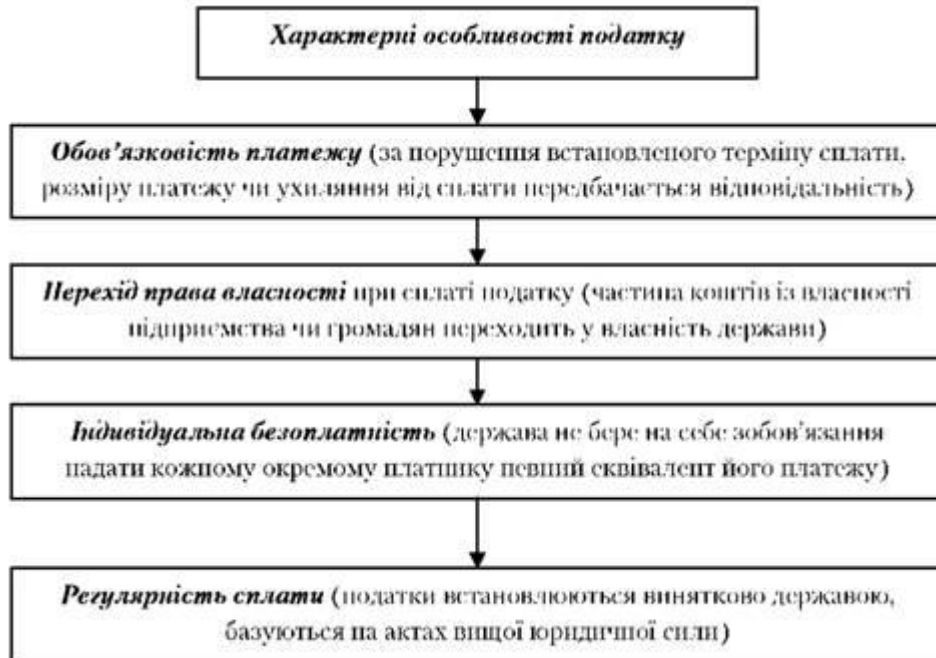 Характерні особливості податку
Обов’язковість платежу (за порушення встановленого терміну сплати,
розміру платежу чи ухиляння від сплати передбачається відповідальність)
Перехід права власності при сплаті податку (частина коштів із власності
підприємства чи громадян переходить у власність держави)
Індивідуальна безоплатність (держава не бере на себе зобов’язання
надати кожному окремому платнику певний еквівалент його платежу)
Регулярність сплати (податки встановлюються винятково державою,
базуються на актах вищої юридичної сили)